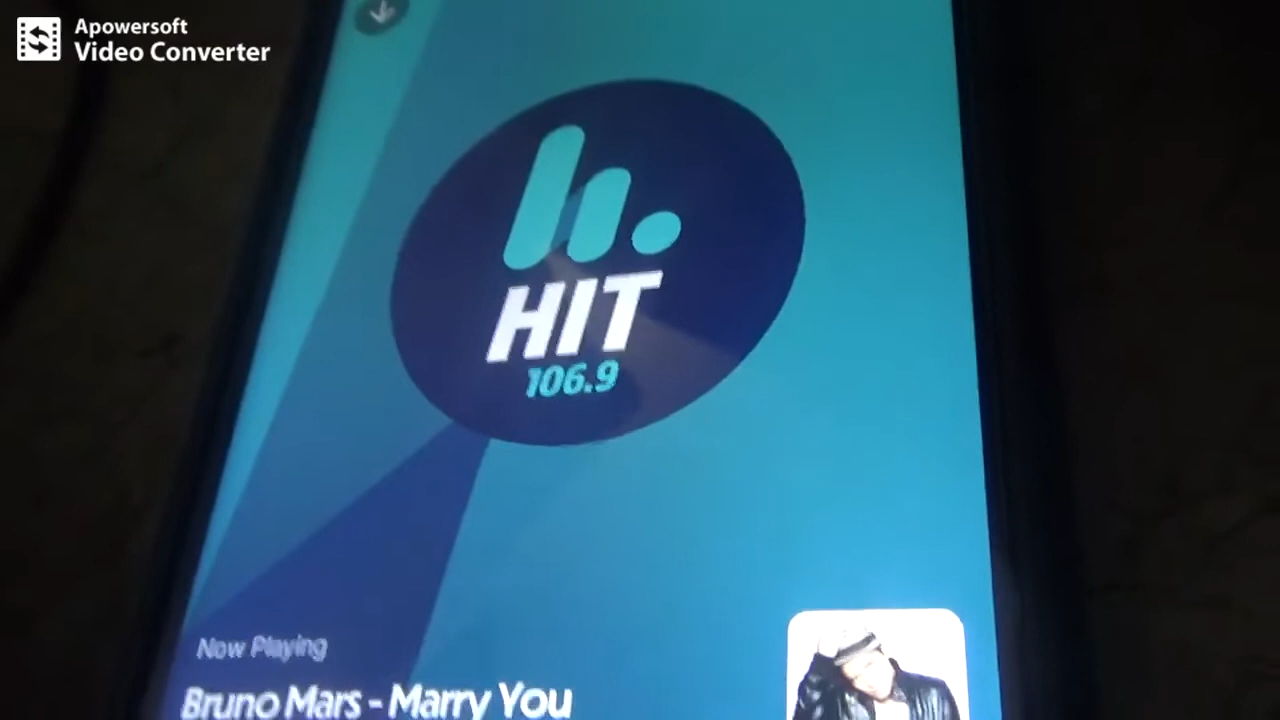 Apowersoft
Video Converter
HIT
106.9
Now Playing
Bruno Mars - Marry You